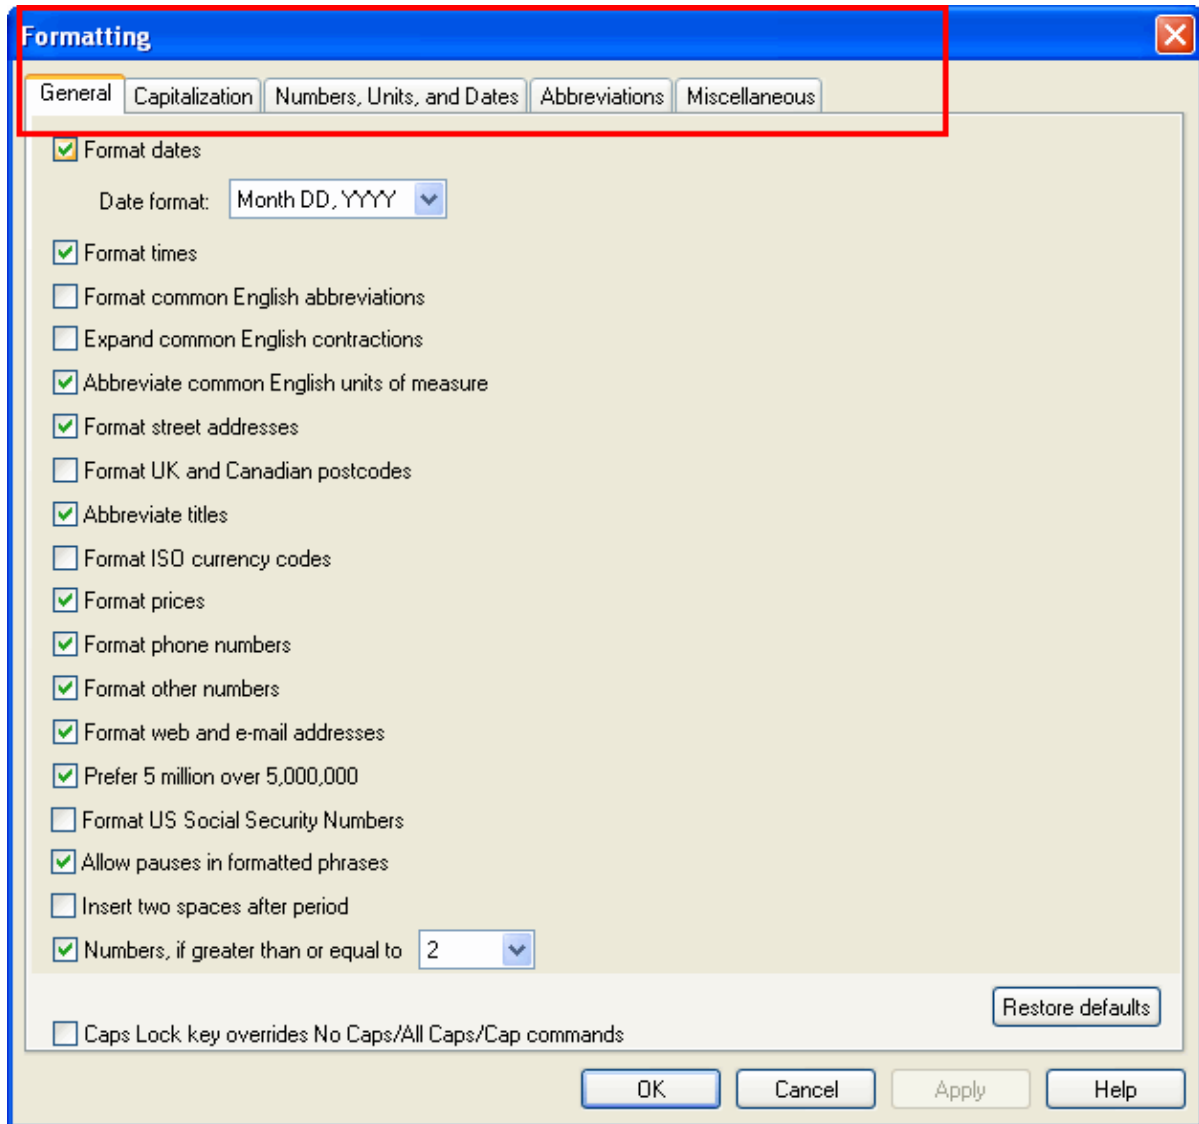 Formatting
General Capitalization Numbers, Units, and Dates Abbreviations Miscellaneous
Format dates
Date format: Month DD, YYYY
Format times
Format common English abbreviations
Expand common English contractions
Abbreviate common English units of measure
Format street addresses
Format UK and Canadian postcodes
Abbreviate titles
Format ISO currency codes
Format prices
Format phone numbers
Format other numbers
Format web and e-mail addresses
Prefer 5 million over 5,000,000
Format US Social Security Numbers
Allow pauses in formatted phrases
Insert two spaces after period
Numbers, if greater than or equal to 2
Restore defaults
Caps Lock key overrides No Caps/All Caps/Cap commands
OK Cancel Apply Help